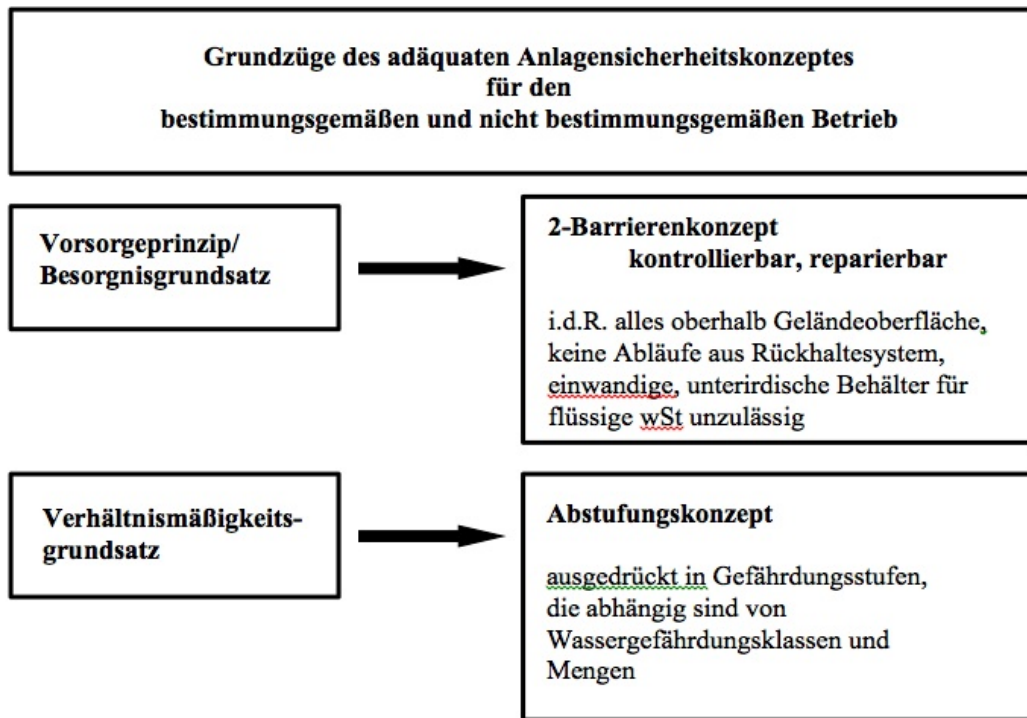 Grundzüge des adäquaten Anlagensicherheitskonzeptes
für den
bestimmungsgemäßen und nicht bestimmungsgemäßen Betrieb
Vorsorgeprinzip/
Besorgnisgrundsatz
2-Barrierenkonzept
kontrollierbar, reparierbar
i.d.R. alles oberhalb Geländeoberfläche,
keine Abläufe aus Rückhaltesystem,
einwandige, unterirdische Behälter für
flüssige wSt unzulässig
Verhältnismäßigkeits-
grundsatz
Abstufungskonzept
ausgedrückt in Gefährdungsstufen,
die abhängig sind von
Wassergefährdungsklassen und
Mengen